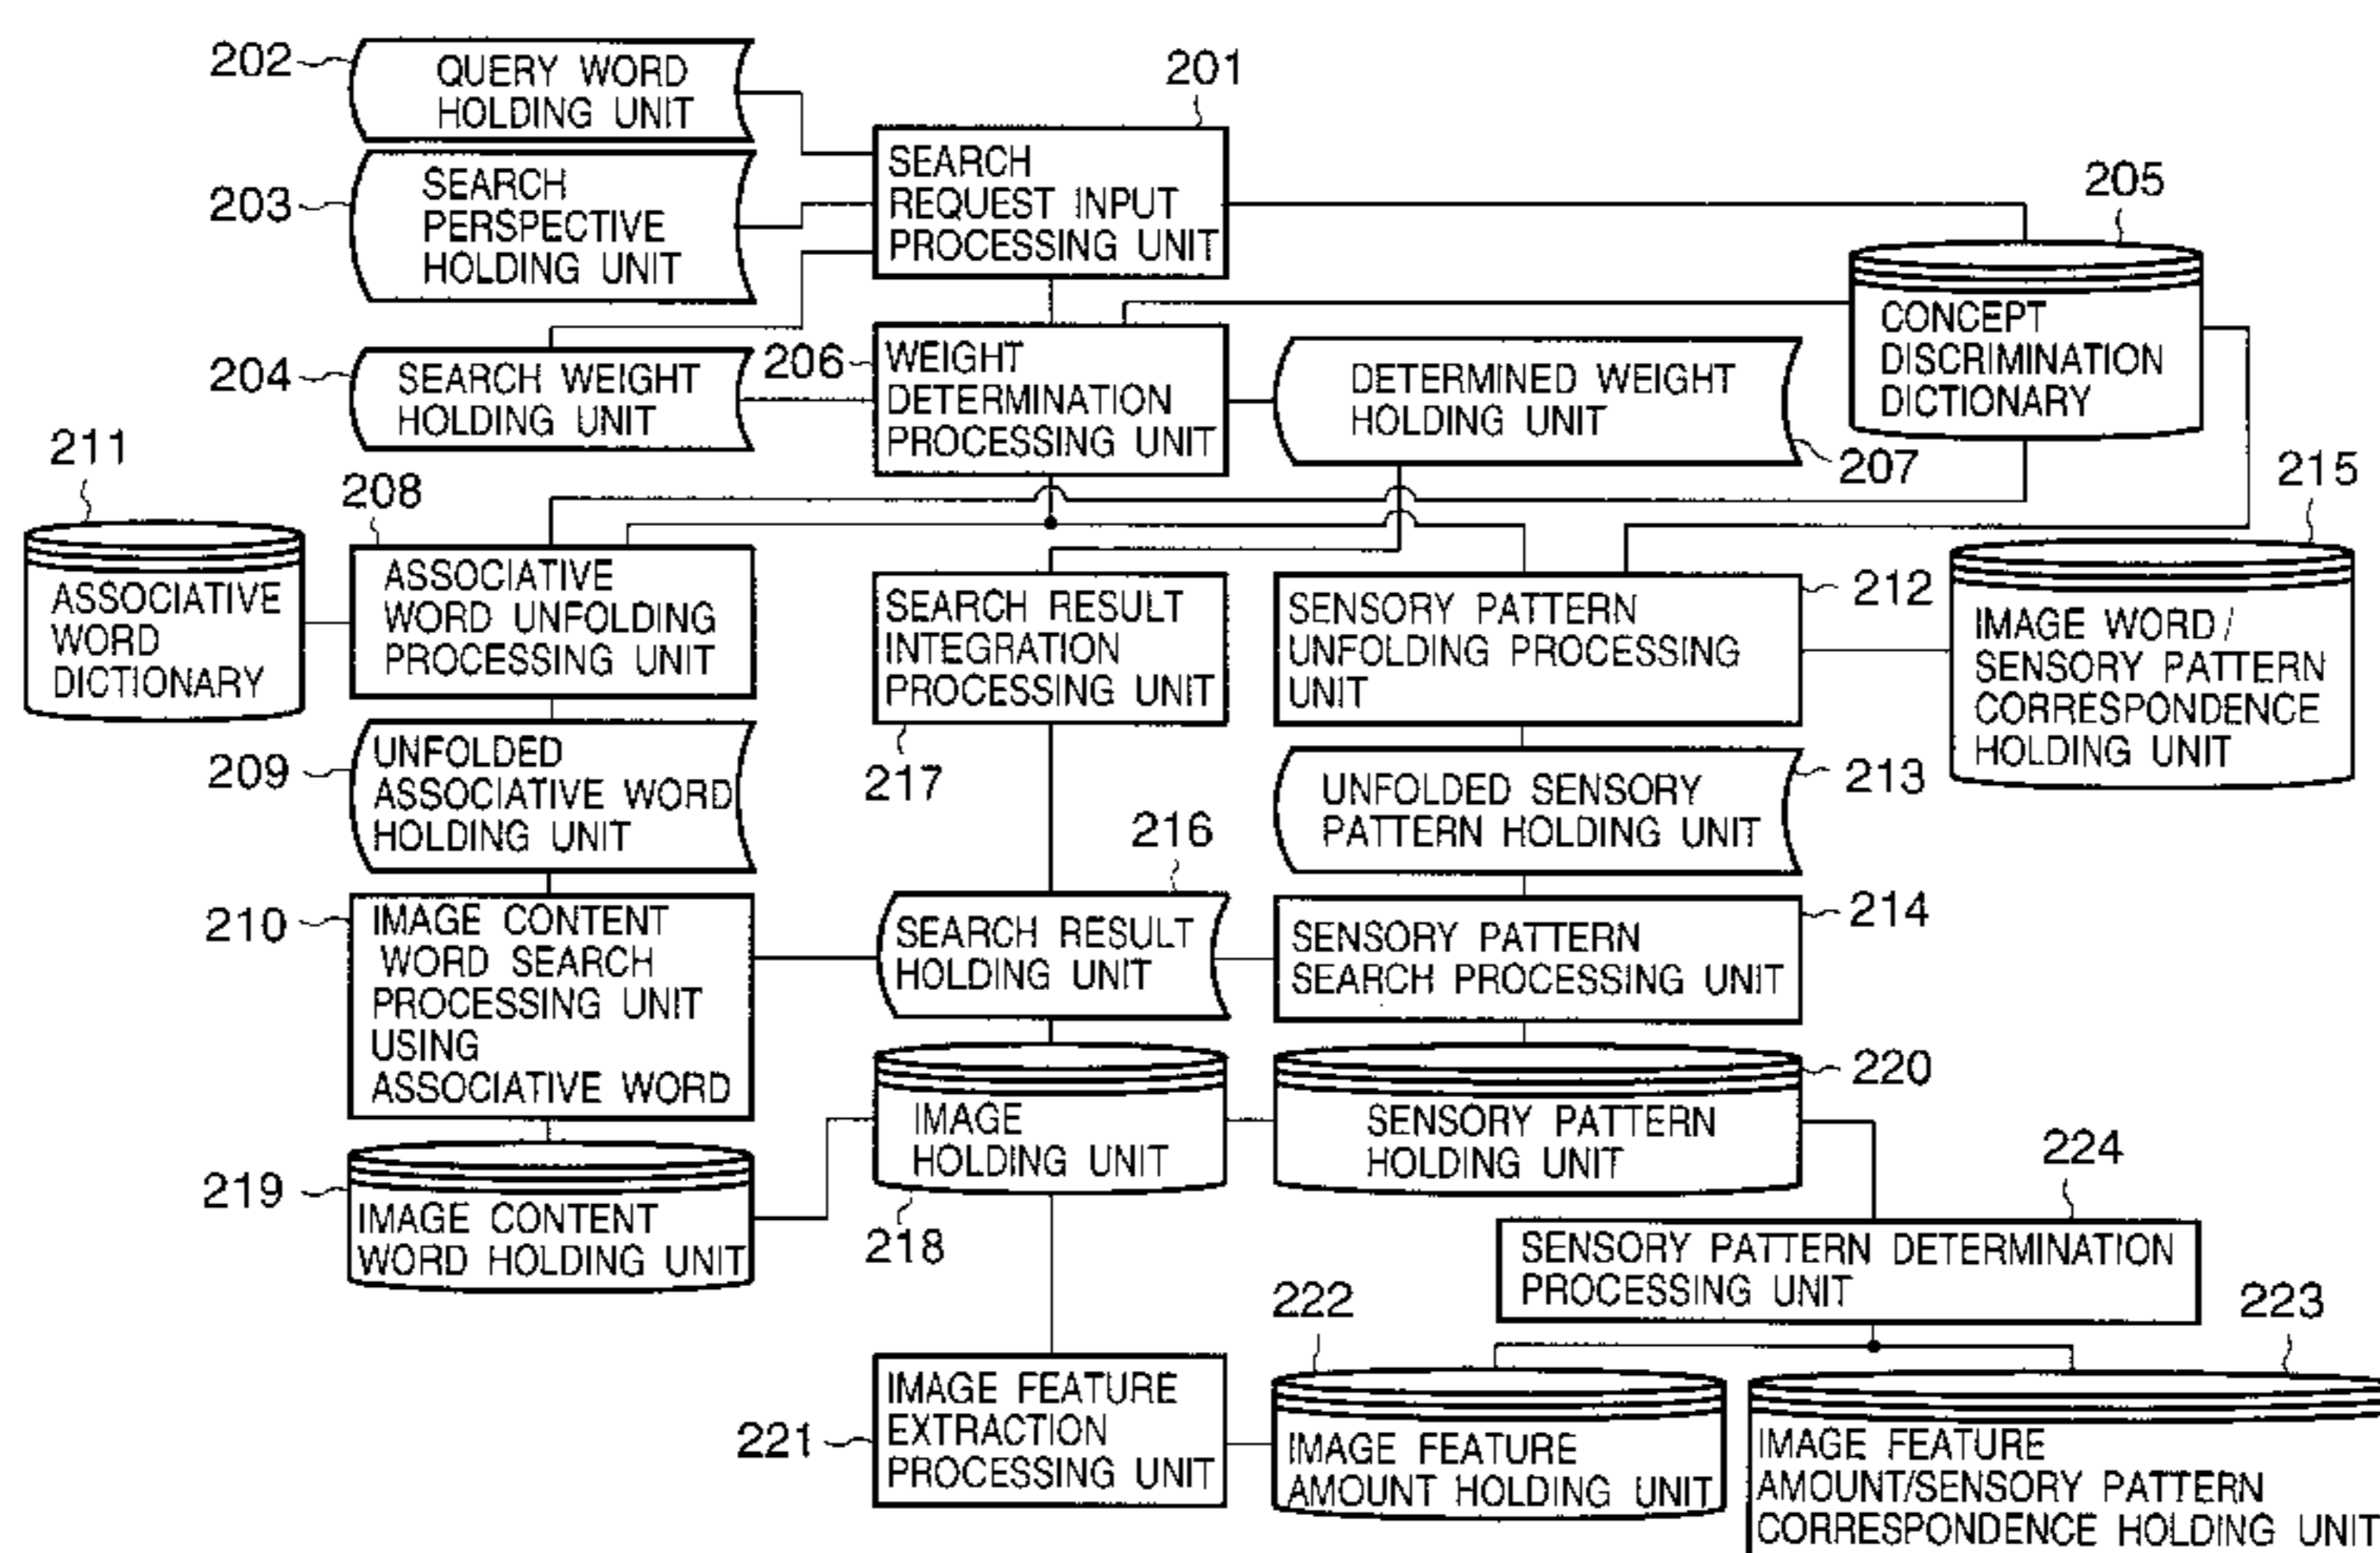 202
QUERY WORD
HOLDING UNIT
201
SEARCH
REQUEST INPUT
PROCESSING UNIT
203
SEARCH
PERSPECTIVE
HOLDING UNIT
205
CONCEPT
DISCRIMINATION
DICTIONARY
204
SEARCH WEIGHT
HOLDING UNIT
206
WEIGHT
DETERMINATION
PROCESSING UNIT
DETERMINED WEIGHT
HOLDING UNIT
207
211
ASSOCIATIVE
WORD
DICTIONARY
208
ASSOCIATIVE
WORD UNFOLDING
PROCESSING UNIT
SEARCH RESULT
INTEGRATION
PROCESSING UNIT
217
SENSORY PATTERN
UNFOLDING PROCESSING
UNIT
212
215
IMAGE WORD/
SENSORY PATTERN
CORRESPONDENCE
HOLDING UNIT
209
UNFOLDED
ASSOCIATIVE WORD
HOLDING UNIT
UNFOLDED SENSORY
PATTERN HOLDING UNIT
213
210
IMAGE CONTENT
WORD SEARCH
PROCESSING UNIT
USING
ASSOCIATIVE WORD
216
SEARCH RESULT
HOLDING UNIT
SENSORY PATTERN
SEARCH PROCESSING UNIT
214
IMAGE
HOLDING UNIT
218
SENSORY PATTERN
HOLDING UNIT
220
219
IMAGE CONTENT
WORD HOLDING UNIT
224
SENSORY PATTERN DETERMINATION
PROCESSING UNIT
221
IMAGE FEATURE
EXTRACTION
PROCESSING UNIT
222
IMAGE FEATURE
AMOUNT HOLDING UNIT
223
IMAGE FEATURE
AMOUNT/SENSORY PATTERN
CORRESPONDENCE HOLDING UNIT